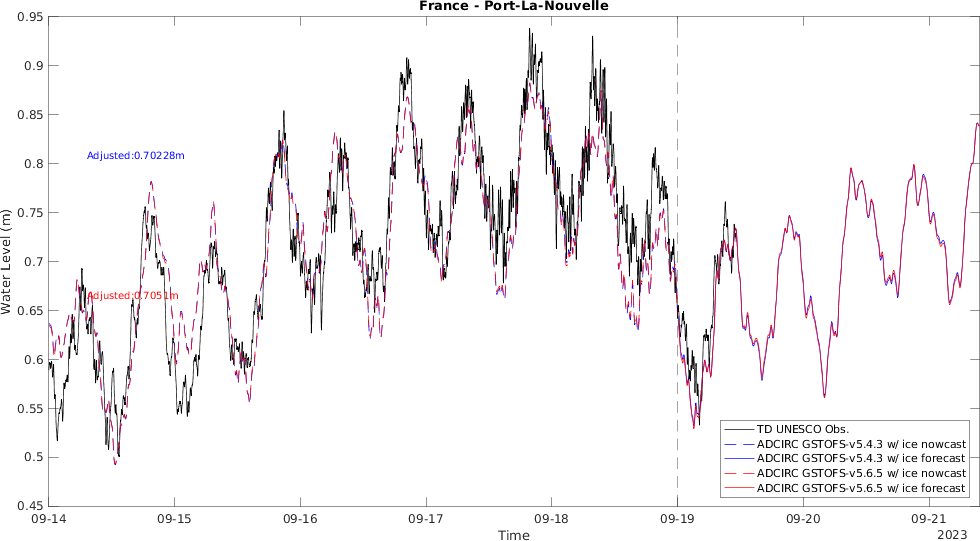 France - Port-La-Nouvelle
0.95
0.9
0.85
0.8
0.75
0.7
0.65
0.6
0.55
0.5
0.45
Water Level (m)
Adjusted:0.70228m
Adjusted:0.7051m
TD UNESCO Obs.
ADCIRC GSTOFS-v5.4.3 w/ ice nowcast
ADCIRC GSTOFS-v5.4.3 w/ ice forecast
ADCIRC GSTOFS-v5.6.5 w/ ice nowcast
ADCIRC GSTOFS-v5.6.5 w/ ice forecast
09-14 09-15 09-16 09-17 09-18 09-19 09-20 09-21
Time
2023